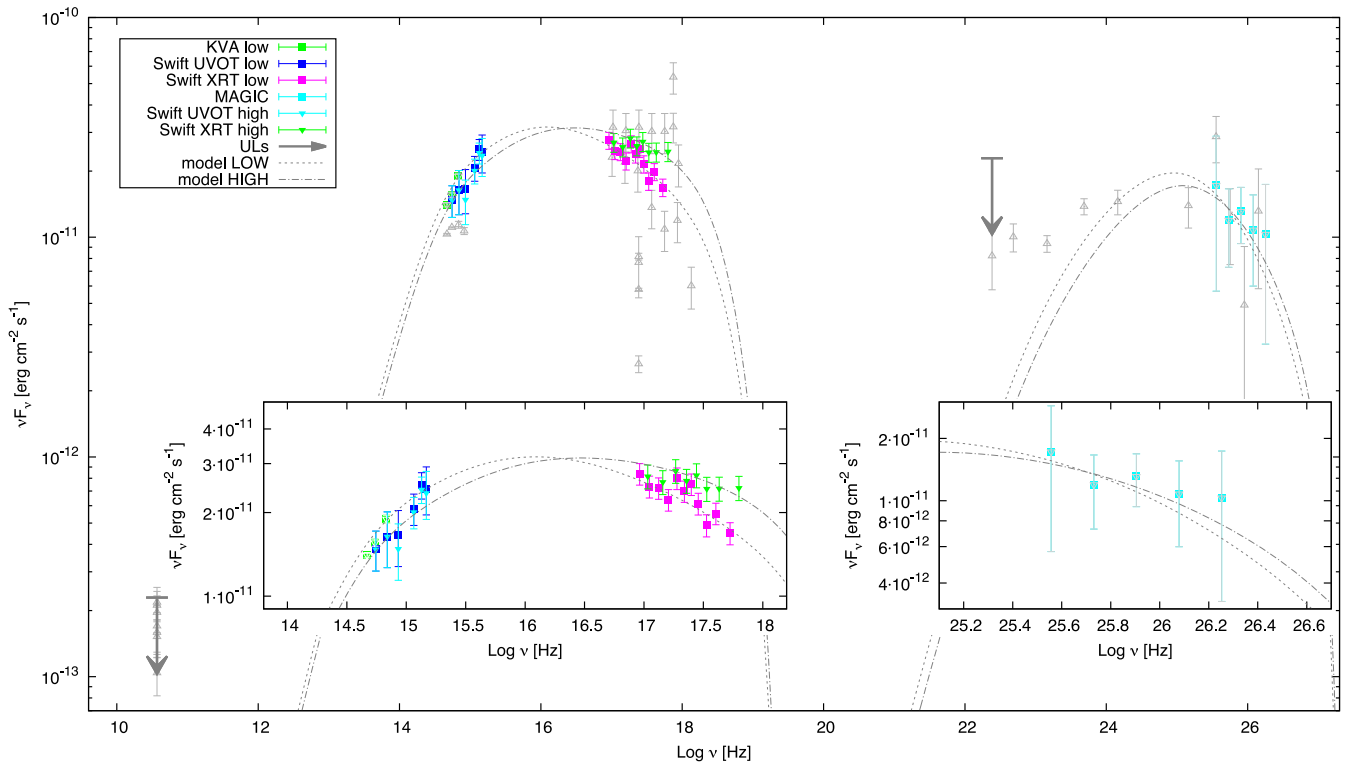 10⁻¹⁰
10⁻¹¹
10⁻¹²
10⁻¹³
νFν [erg cm⁻² s⁻¹]
KVA low
Swift UVOT low
Swift XRT low
MAGIC
Swift UVOT high
Swift XRT high
ULs
model LOW
model HIGH
4·10⁻¹¹
3·10⁻¹¹
2·10⁻¹¹
1·10⁻¹¹
νFν [erg cm⁻² s⁻¹]
14 14.5 15 15.5 16 16.5 17 17.5 18
Log ν [Hz]
2·10⁻¹¹
1·10⁻¹¹
8·10⁻¹²
6·10⁻¹²
4·10⁻¹²
νFν [erg cm⁻² s⁻¹]
25.2 25.4 25.6 25.8 26 26.2 26.4 26.6
Log ν [Hz]
10 12 14 16 18 20 22 24 26
Log ν [Hz]